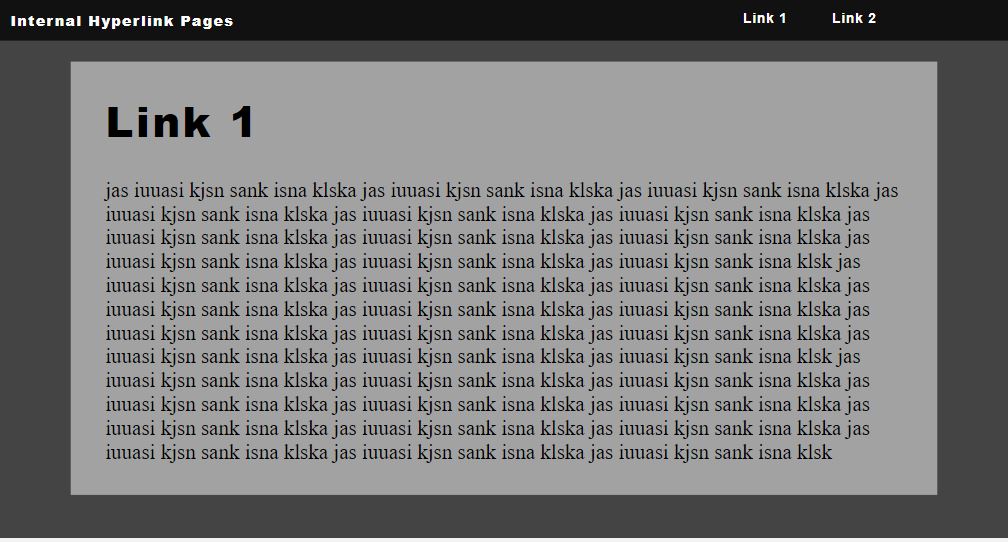 Internal Hyperlink Pages
Link 1
Link 2
Link 1
jas iuuasi kjsn sank isna klska jas iuuasi kjsn sank isna klska jas iuuasi kjsn sank isna klska jas
iuuasi kjsn sank isna klska jas iuuasi kjsn sank isna klska jas iuuasi kjsn sank isna klska jas
iuuasi kjsn sank isna klska jas iuuasi kjsn sank isna klska jas iuuasi kjsn sank isna klska jas
iuuasi kjsn sank isna klska jas iuuasi kjsn sank isna klska jas iuuasi kjsn sank isna klsk jas
iuuasi kjsn sank isna klska jas iuuasi kjsn sank isna klska jas iuuasi kjsn sank isna klska jas
iuuasi kjsn sank isna klska jas iuuasi kjsn sank isna klska jas iuuasi kjsn sank isna klska jas
iuuasi kjsn sank isna klska jas iuuasi kjsn sank isna klska jas iuuasi kjsn sank isna klska jas
iuuasi kjsn sank isna klska jas iuuasi kjsn sank isna klska jas iuuasi kjsn sank isna klsk jas
iuuasi kjsn sank isna klska jas iuuasi kjsn sank isna klska jas iuuasi kjsn sank isna klska jas
iuuasi kjsn sank isna klska jas iuuasi kjsn sank isna klska jas iuuasi kjsn sank isna klska jas
iuuasi kjsn sank isna klska jas iuuasi kjsn sank isna klska jas iuuasi kjsn sank isna klska jas
iuuasi kjsn sank isna klska jas iuuasi kjsn sank isna klska jas iuuasi kjsn sank isna klsk